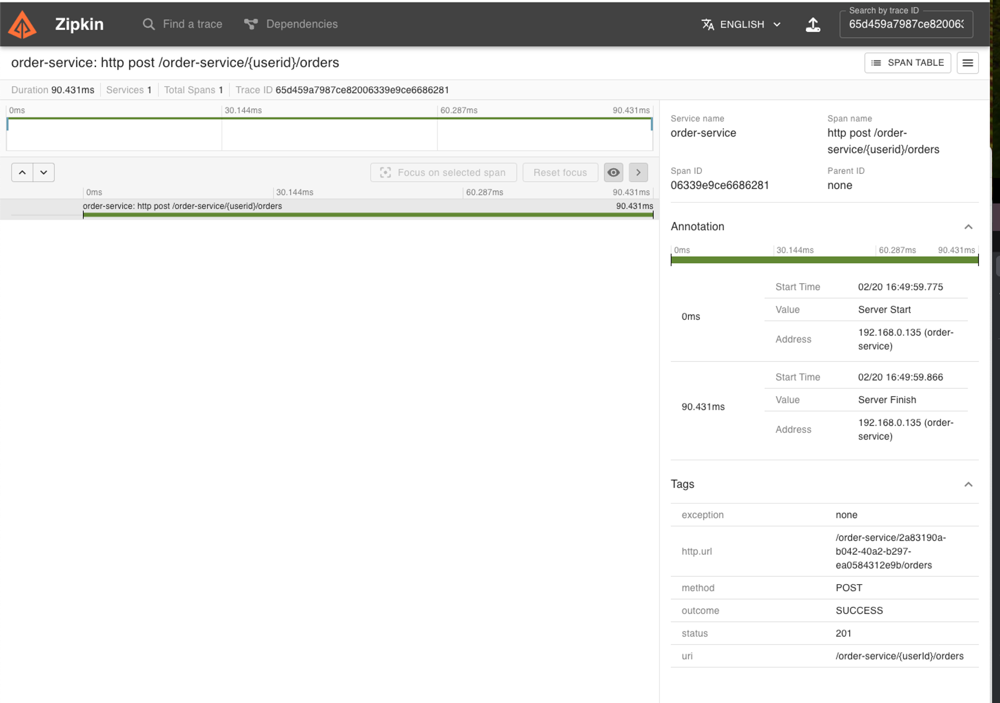 Zipkin
Find a trace
Dependencies
ENGLISH
Search by trace ID
65d459a7987ce82006
order-service: http post /order-service/{userid}/orders
SPAN TABLE
Duration 90.431ms
Services 1
Total Spans 1
Trace ID 65d459a7987ce82006339e9ce6686281
0ms
30.144ms
60.287ms
90.431ms
Focus on selected span
Reset focus
0ms
30.144ms
60.287ms
90.431ms
order-service: http post /order-service/{userid}/orders
90.431ms
Service name
order-service
Span name
http post /order-
service/{userid}/orders
Span ID
06339e9ce6686281
Parent ID
none
Annotation
0ms
30.144ms
60.287ms
90.431ms
0ms
Start Time
02/20 16:49:59.775
Value
Server Start
Address
192.168.0.135 (order-
service)
90.431ms
Start Time
02/20 16:49:59.866
Value
Server Finish
Address
192.168.0.135 (order-
service)
Tags
exception
none
http.url
/order-service/2a83190a-
b042-40a2-b297-
ea0584312e9b/orders
method
POST
outcome
SUCCESS
status
201
uri
/order-service/{userId}/orders